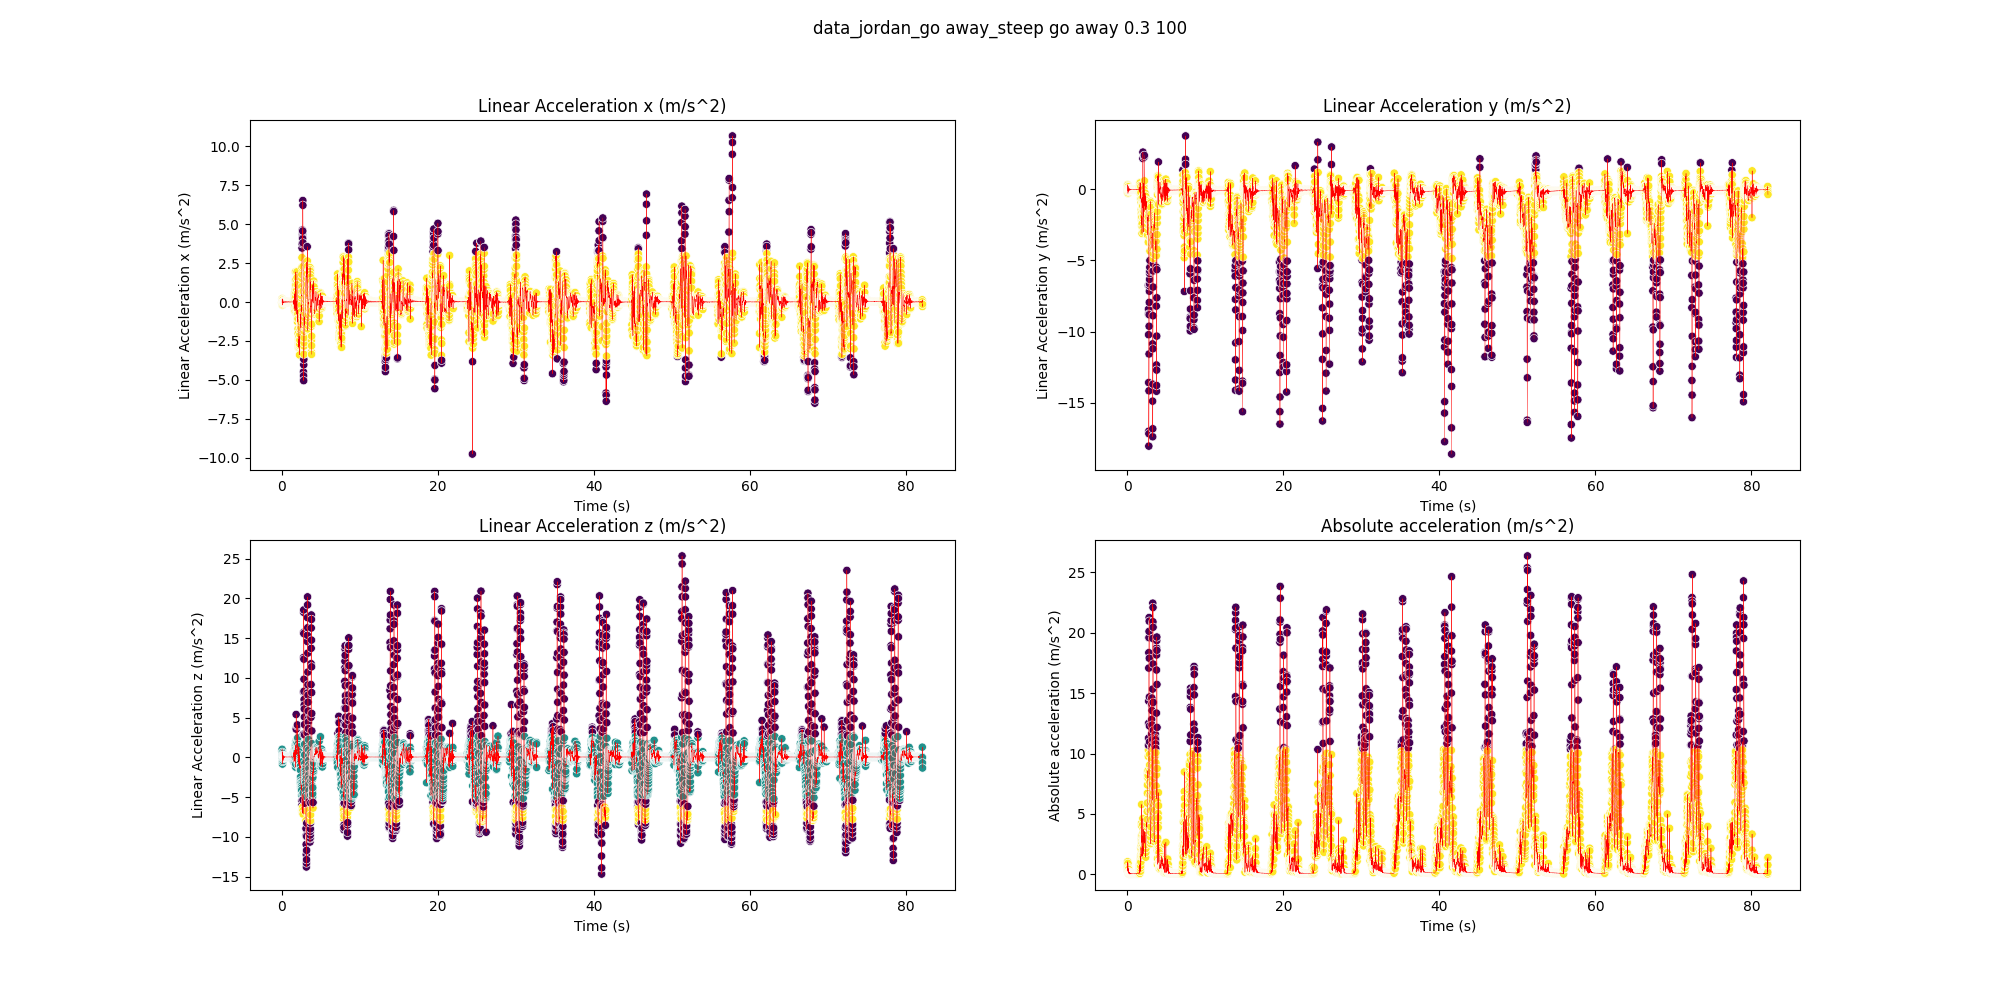 data_jordan_go away_steep go away 0.3 100
Linear Acceleration x (m/s^2)
Linear Acceleration x (m/s^2)
10.0
7.5
5.0
2.5
0.0
−2.5
−5.0
−7.5
−10.0
0 20 40 60 80
Time (s)
Linear Acceleration y (m/s^2)
Linear Acceleration y (m/s^2)
0
−5
−10
−15
0 20 40 60 80
Time (s)
Linear Acceleration z (m/s^2)
Linear Acceleration z (m/s^2)
25
20
15
10
5
0
−5
−10
−15
0 20 40 60 80
Time (s)
Absolute acceleration (m/s^2)
Absolute acceleration (m/s^2)
25
20
15
10
5
0
0 20 40 60 80
Time (s)